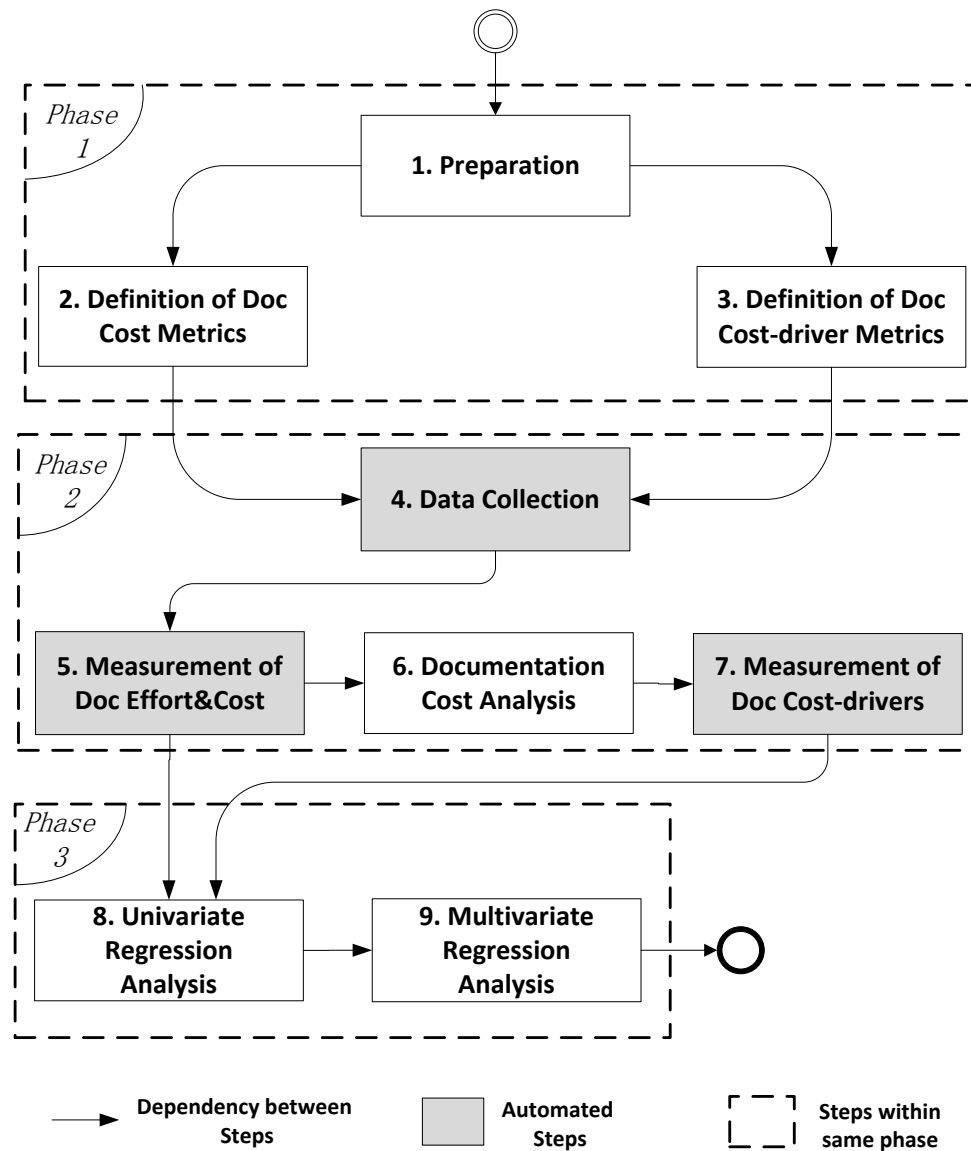 Phase
1
1. Preparation
2. Definition of Doc
Cost Metrics
3. Definition of Doc
Cost-driver Metrics
Phase
2
4. Data Collection
5. Measurement of
Doc Effort&Cost
6. Documentation
Cost Analysis
7. Measurement of
Doc Cost-drivers
Phase
3
8. Univariate
Regression
Analysis
9. Multivariate
Regression
Analysis
Dependency between
Steps
Automated
Steps
Steps within
same phase